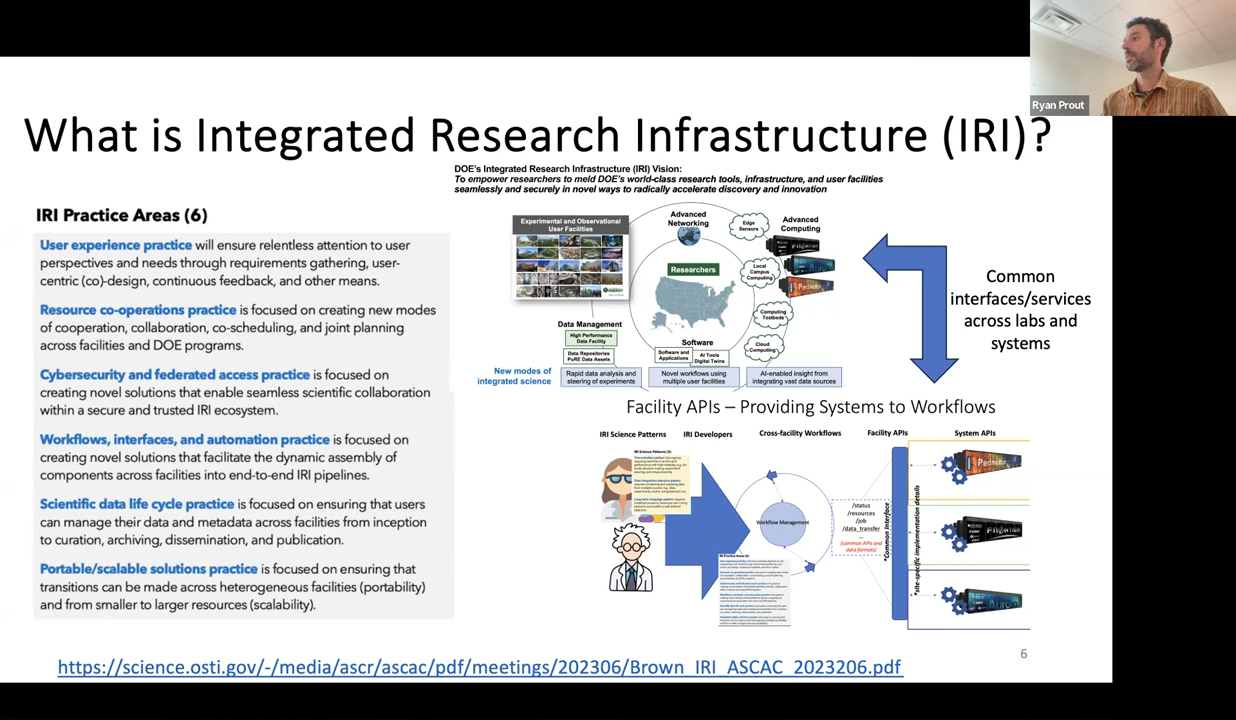 Ryan Prout
What is Integrated Research Infrastructure (IRI)?
DOE's Integrated Research Infrastructure (IRI) Vision:
To empower researchers to meld DOE's world-class research tools, infrastructure, and user facilities
seamlessly and securely in novel ways to radically accelerate discovery and innovation
IRI Practice Areas (6)
User experience practice will ensure relentless attention to user
perspectives and needs through requirements gathering, user-
centric (co)-design, continuous feedback, and other means.
Resource co-operations practice is focused on creating new modes
of cooperation, collaboration, co-scheduling, and joint planning
across facilities and DOE programs.
Cybersecurity and federated access practice is focused on
creating novel solutions that enable seamless scientific collaboration
within a secure and trusted IRI ecosystem.
Workflows, interfaces, and automation practice is focused on
creating novel solutions that facilitate the dynamic assembly of
components across facilities into end-to-end IRI pipelines.
Scientific data life cycle practice is focused on ensuring that users
can manage their data and metadata across facilities from inception
to curation, archiving, dissemination, and publication.
Portable/scalable solutions practice is focused on ensuring that
transitions can be made across heterogeneous facilities (portability)
and from smaller to larger resources (scalability).
Experimental and Observational
User Facilities
Advanced
Networking
Edge
Sensors
Advanced
Computing
Researchers
Local
Campus
Computing
Computing
Testbeds
Cloud
Computing
Data Management
High Performance
Data Facility
Data Repositories
PuRE Data Assets
Software
Software and
Applications
AI Tools
Digital Twins
New modes of
integrated science
Rapid data analysis and
steering of experiments
Novel workflows using
multiple user facilities
AI-enabled insight from
integrating vast data sources
Common
interfaces/services
across labs and
systems
Facility APIs – Providing Systems to Workflows
IRI Science Patterns
IRI Developers
Cross-facility Workflows
Facility APIs
System APIs
IRI Science Patterns (3)
Workflow Management
/status
/resources
/job
/data_transfer
...
(common APIs and
data formats)
*Common Interface
*site-specific implementation details
Perlmutter
FRONTIER
Aurora
IRI Practice Areas (6)
6
https://science.osti.gov/-/media/ascr/ascac/pdf/meetings/202306/Brown_IRI_ASCAC_2023206.pdf